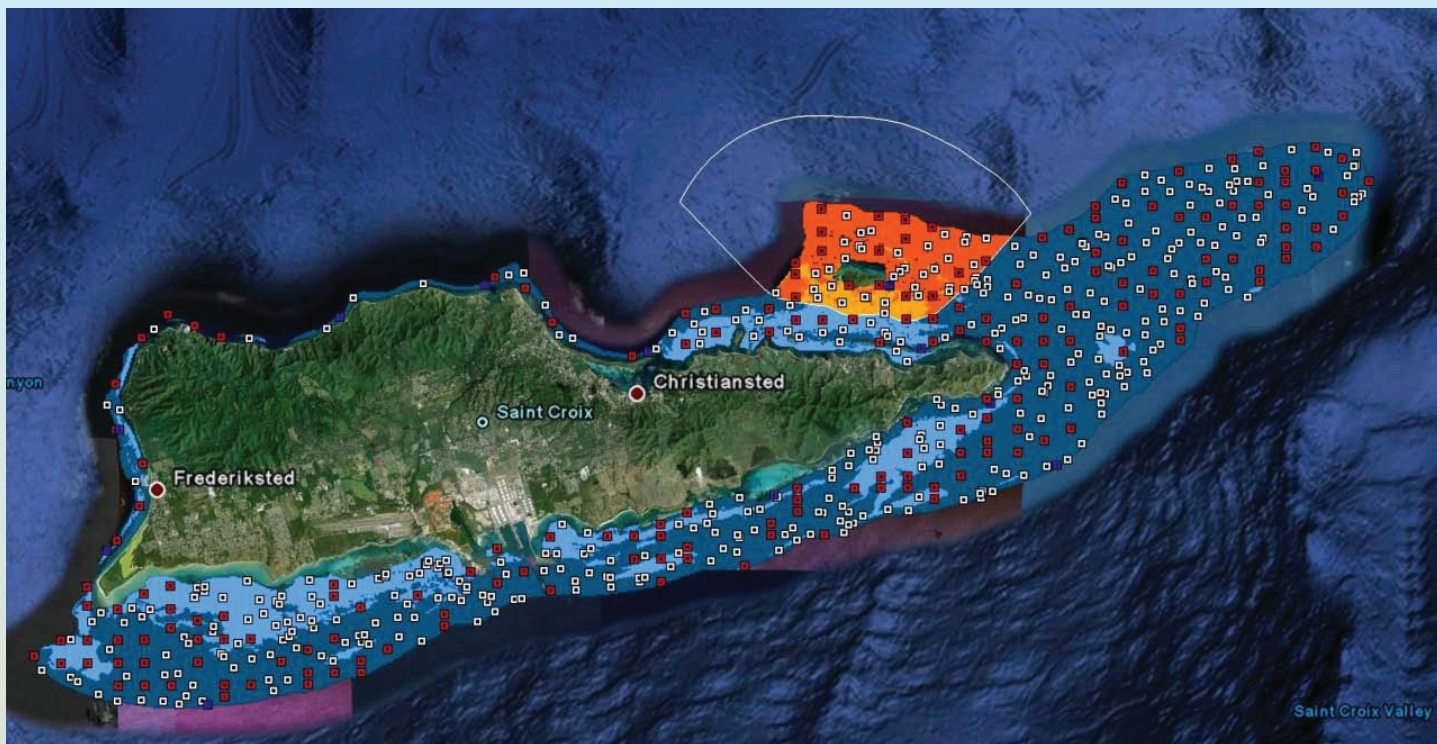 Christiansted
nyon
Saint Croix
Frederiksted
Saint Croix Valley